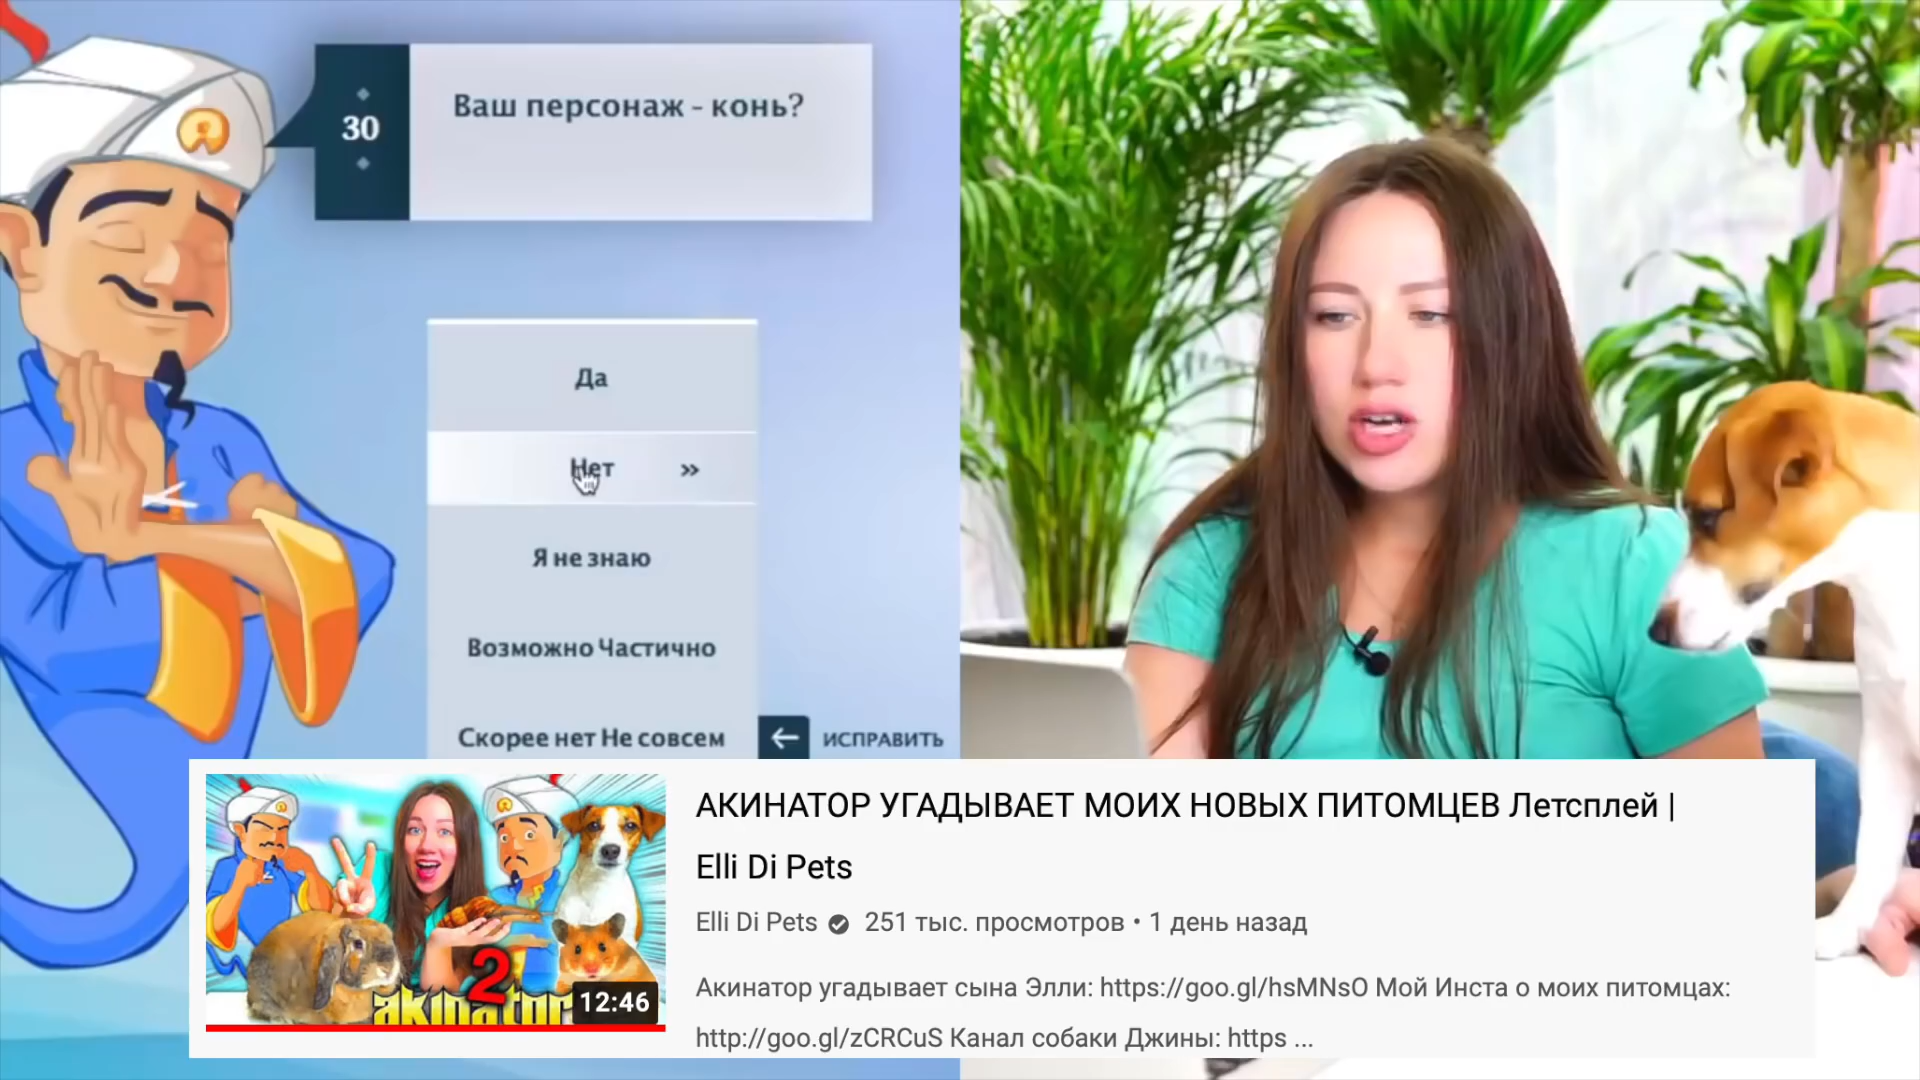 30
Ваш персонаж - конь?
Да
Нет »
Я не знаю
Возможно Частично
Скорее нет Не совсем
ИСПРАВИТЬ
2
akinator
12:46
АКИНАТОР УГАДЫВАЕТ МОИХ НОВЫХ ПИТОМЦЕВ Летсплей |
Elli Di Pets
Elli Di Pets 251 тыс. просмотров • 1 день назад
Акинатор угадывает сына Элли: https://goo.gl/hsMNsO Мой Инста о моих питомцах:
http://goo.gl/zCRCuS Канал собаки Джины: https ...